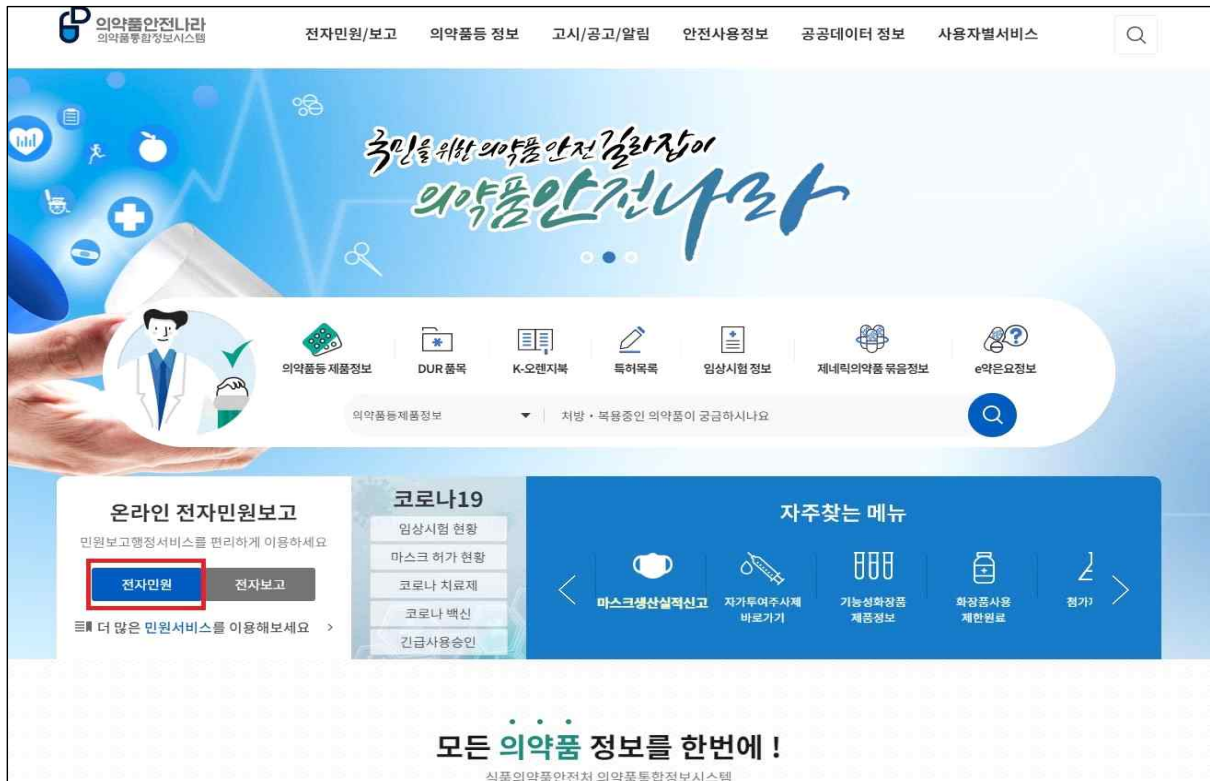 의약품안전나라
의약품통합정보시스템
전자민원/보고 의약품등 정보 고시/공고/알림 안전사용정보 공공데이터 정보 사용자별서비스
국민을 위한 의약품 안전 길라잡이
의약품안전나라
의약품등 제품정보 DUR 품목 K-오렌지북 특허목록 임상시험 정보 제네릭의약품 묶음정보 e약은요정보
의약품등제품정보 처방·복용중인 의약품이 궁금하시나요
온라인 전자민원보고
민원보고행정서비스를 편리하게 이용하세요
전자민원 전자보고
더 많은 민원서비스를 이용해보세요 >
코로나19
임상시험 현황
마스크 허가 현황
코로나 치료제
코로나 백신
긴급사용승인
자주찾는 메뉴
마스크생산실적신고
자가투여주사제
바로가기
기능성화장품
제품정보
화장품사용
제한원료
모든 의약품 정보를 한번에 !
식품의약품안전처 의약품통합정보시스템